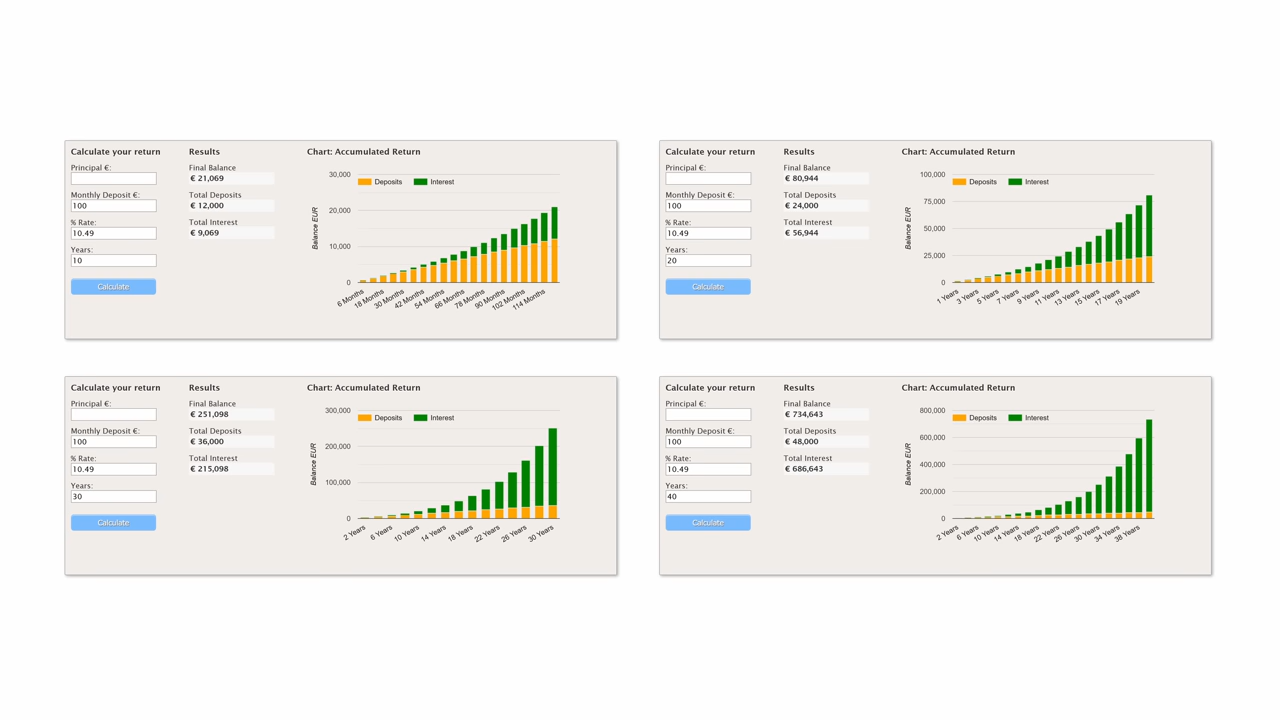 Calculate your return
Results
Chart: Accumulated Return
Principal €:
Final Balance
€ 21,069
30,000
Deposits
Interest
Monthly Deposit €:
100
Total Deposits
€ 12,000
20,000
% Rate:
10.49
Total Interest
€ 9,069
Balance EUR
10,000
Years:
10
0
Calculate
6 Months
18 Months
30 Months
42 Months
54 Months
66 Months
78 Months
90 Months
102 Months
114 Months
Calculate your return
Results
Chart: Accumulated Return
Principal €:
Final Balance
€ 80,944
100,000
Deposits
Interest
Monthly Deposit €:
100
Total Deposits
€ 24,000
75,000
% Rate:
10.49
Total Interest
€ 56,944
Balance EUR
50,000
Years:
20
25,000
0
Calculate
1 Years
3 Years
5 Years
7 Years
9 Years
11 Years
13 Years
15 Years
17 Years
19 Years
Calculate your return
Results
Chart: Accumulated Return
Principal €:
Final Balance
€ 251,098
300,000
Deposits
Interest
Monthly Deposit €:
100
Total Deposits
€ 36,000
200,000
% Rate:
10.49
Total Interest
€ 215,098
Balance EUR
100,000
Years:
30
0
Calculate
2 Years
6 Years
10 Years
14 Years
18 Years
22 Years
26 Years
30 Years
Calculate your return
Results
Chart: Accumulated Return
Principal €:
Final Balance
€ 734,643
800,000
Deposits
Interest
Monthly Deposit €:
100
Total Deposits
€ 48,000
600,000
% Rate:
10.49
Total Interest
€ 686,643
Balance EUR
400,000
Years:
40
200,000
0
Calculate
2 Years
6 Years
10 Years
14 Years
18 Years
22 Years
26 Years
30 Years
34 Years
38 Years